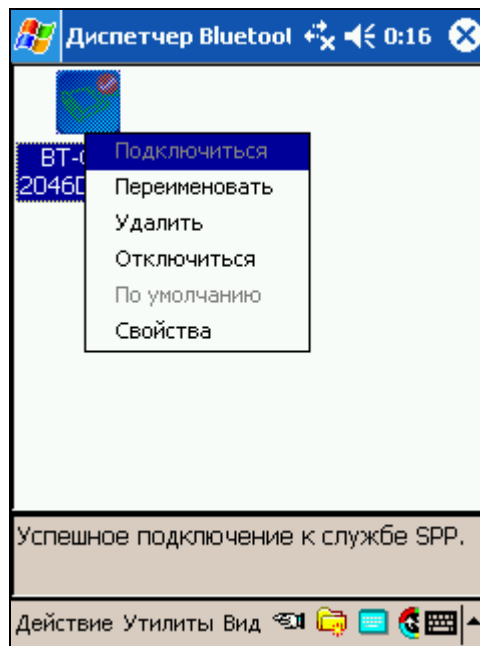 Диспетчер Bluetool 0:16
BT-
2046
Подключиться
Переименовать
Удалить
Отключиться
По умолчанию
Свойства
Успешное подключение к службе SPP.
Действие Утилиты Вид